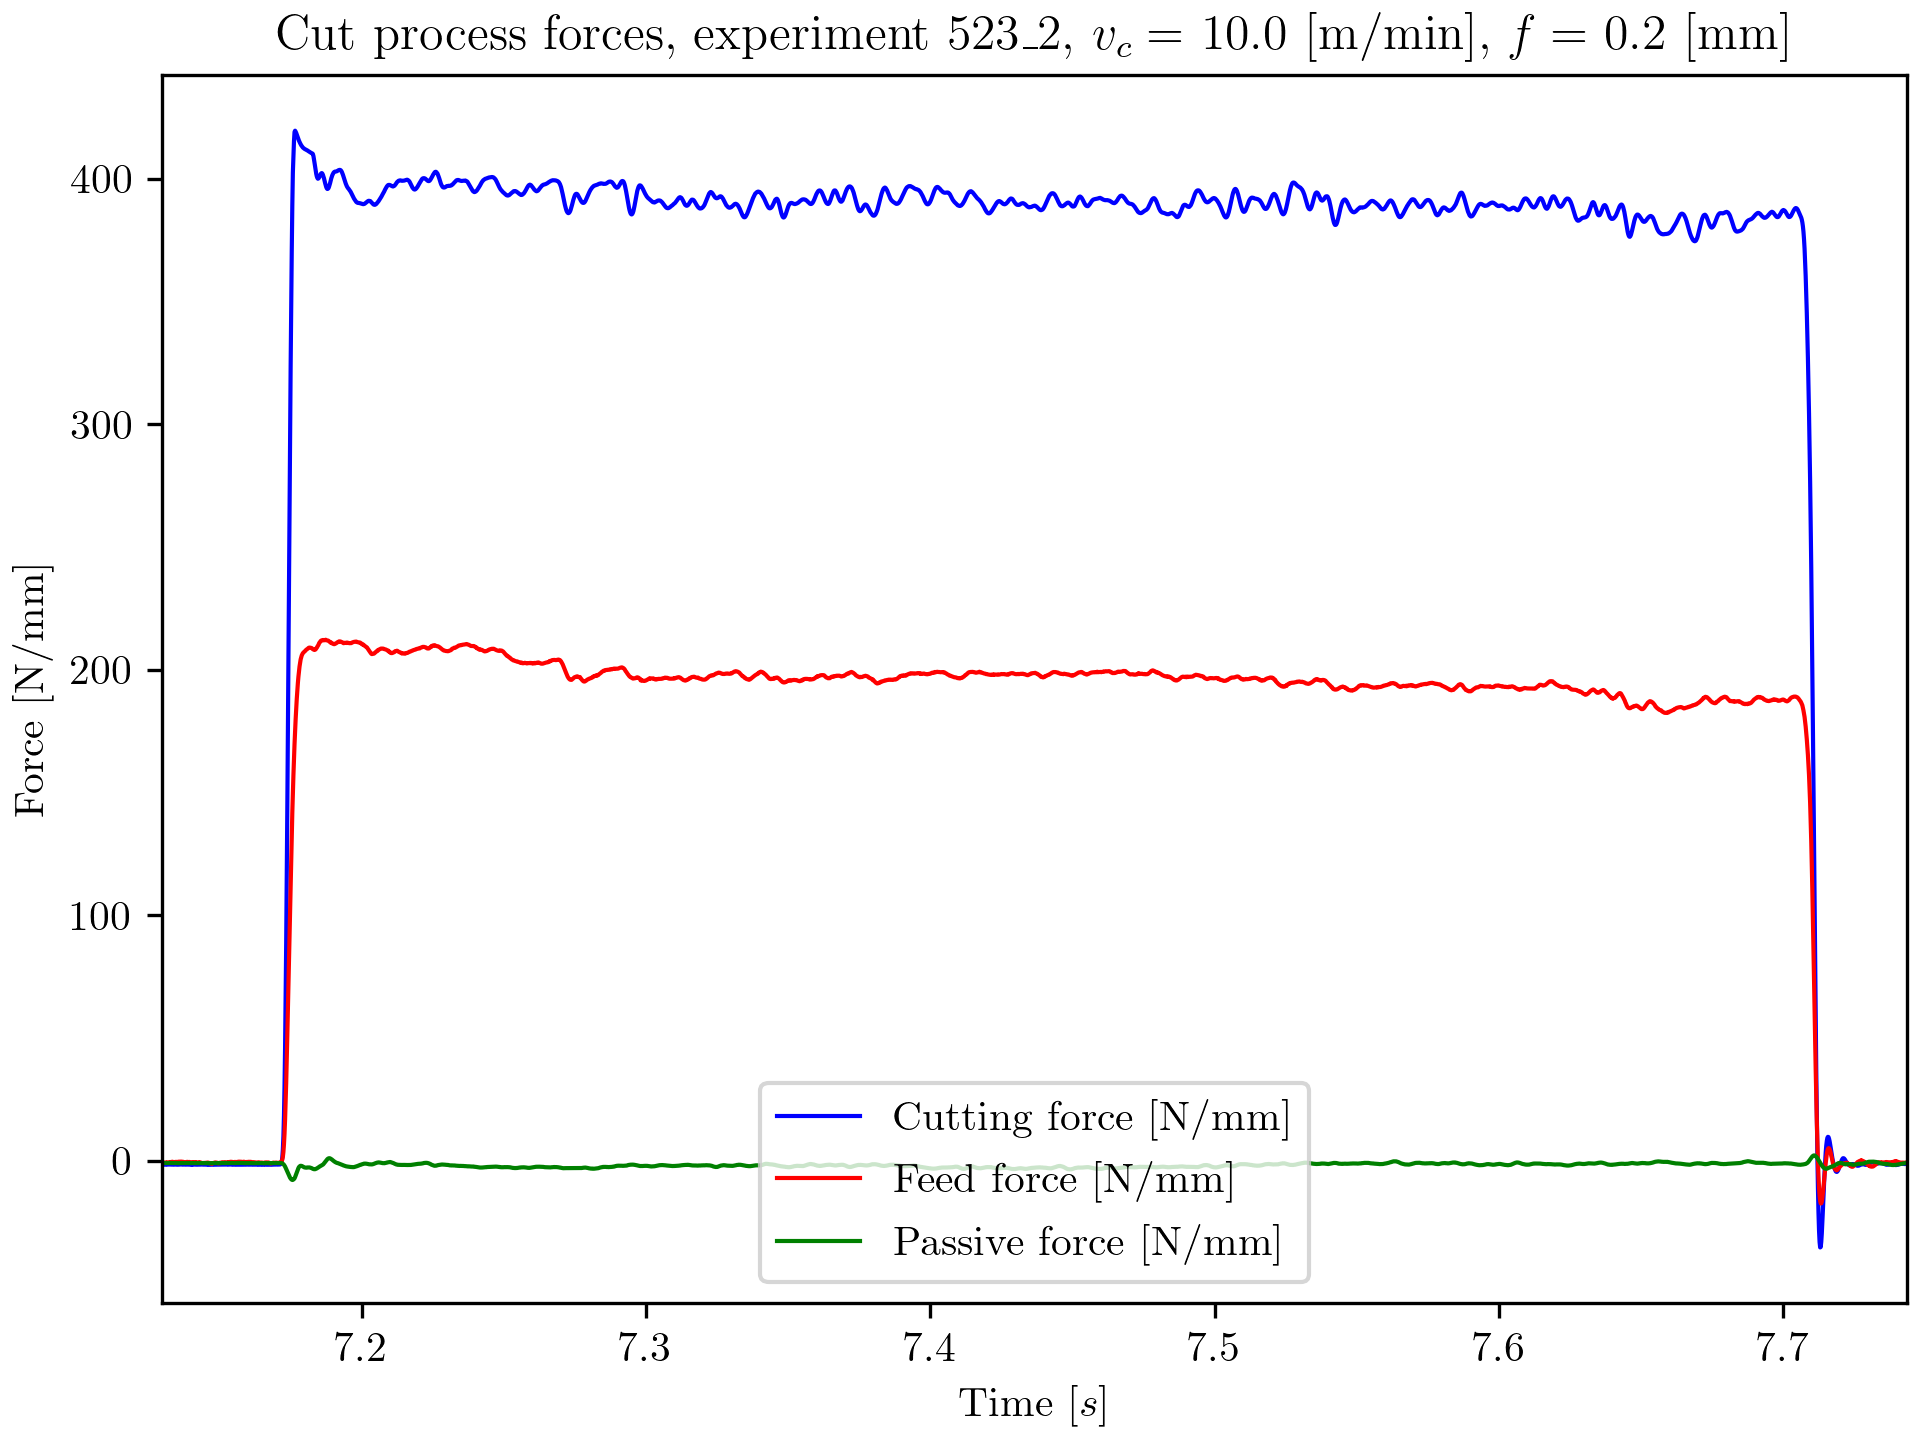 Cut process forces, experiment 523_2, v_c = 10.0 [m/min], f = 0.2 [mm]
Force [N/mm]
400
300
200
100
0
Cutting force [N/mm]
Feed force [N/mm]
Passive force [N/mm]
7.2 7.3 7.4 7.5 7.6 7.7
Time [s]